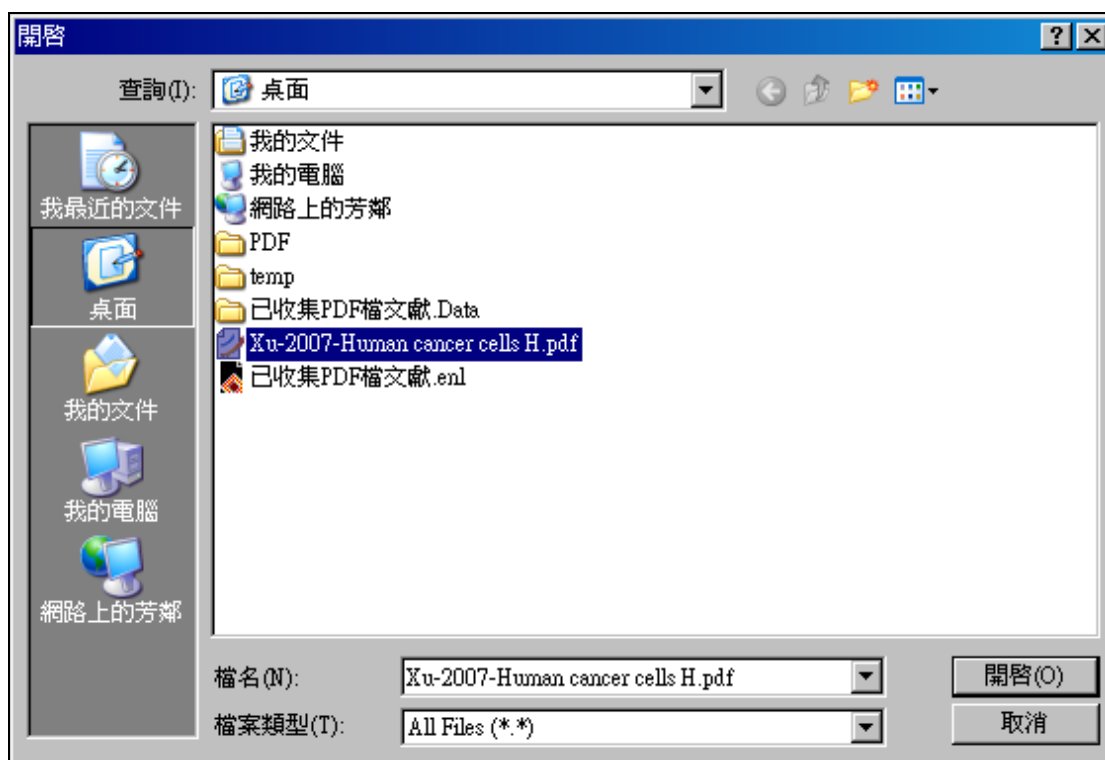 開啓
查詢(I): 桌面
我最近的文件
桌面
我的文件
我的電腦
網路上的芳鄰
我的文件
我的電腦
網路上的芳鄰
PDF
temp
已收集PDF檔文獻.Data
Xu-2007-Human cancer cells H.pdf
已收集PDF檔文獻.enl
檔名(N): Xu-2007-Human cancer cells H.pdf 開啓(O)
檔案類型(T): All Files (*.*) 取消